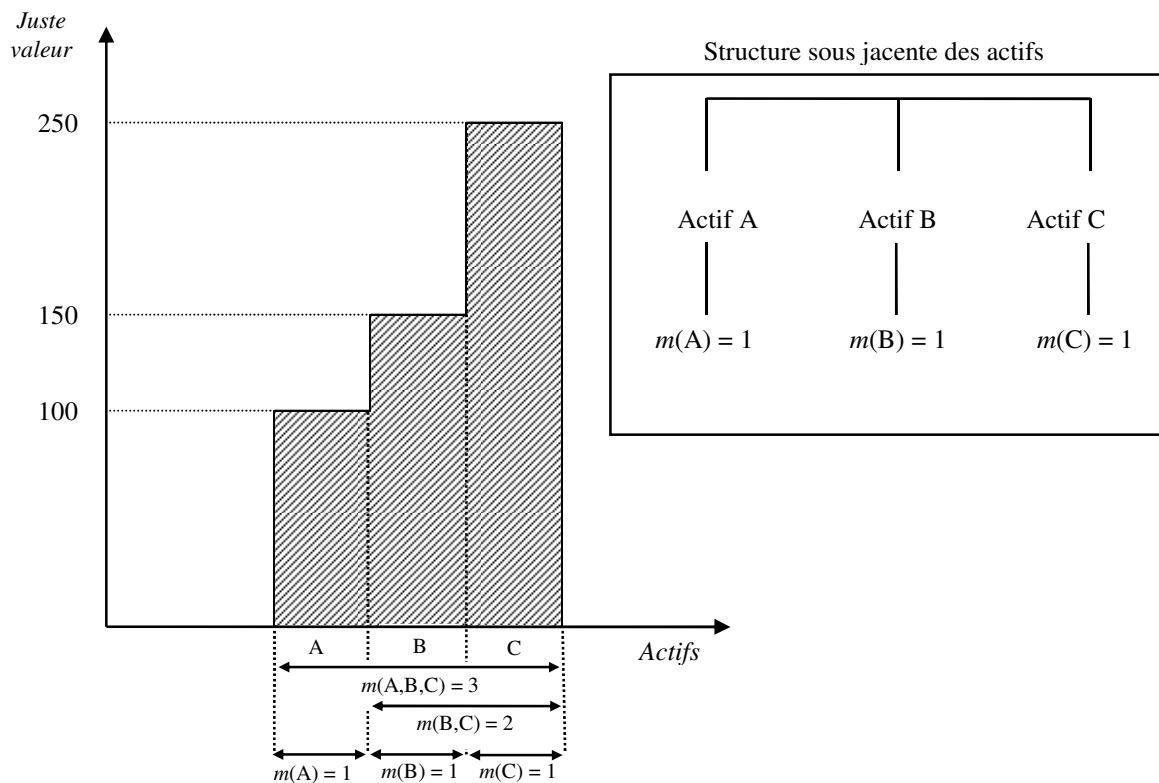 Juste
valeur
250
150
100
A B C
Actifs
m(A,B,C) = 3
m(B,C) = 2
m(A) = 1 m(B) = 1 m(C) = 1
Structure sous jacente des actifs
Actif A Actif B Actif C
m(A) = 1 m(B) = 1 m(C) = 1